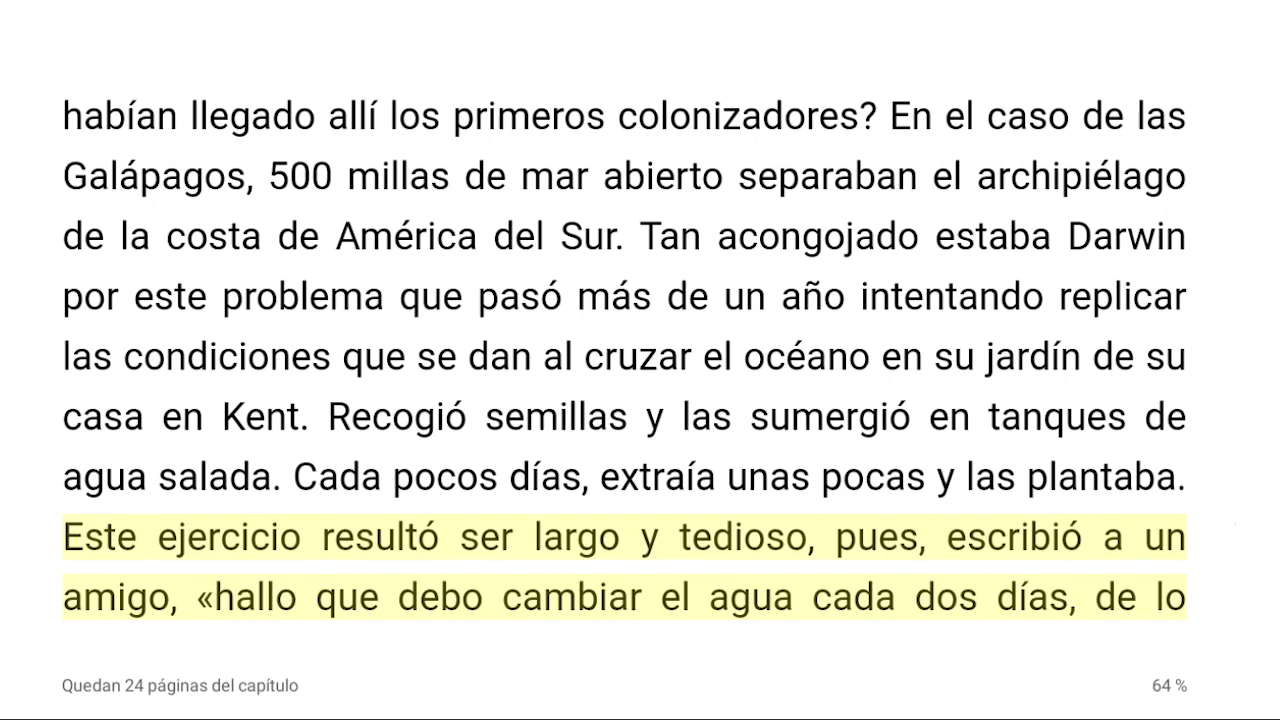 habían llegado allí los primeros colonizadores? En el caso de las
Galápagos, 500 millas de mar abierto separaban el archipiélago
de la costa de América del Sur. Tan acongojado estaba Darwin
por este problema que pasó más de un año intentando replicar
las condiciones que se dan al cruzar el océano en su jardín de su
casa en Kent. Recogió semillas y las sumergió en tanques de
agua salada. Cada pocos días, extraía unas pocas y las plantaba.
Este ejercicio resultó ser largo y tedioso, pues, escribió a un
amigo, «hallo que debo cambiar el agua cada dos días, de lo
Quedan 24 páginas del capítulo
64 %